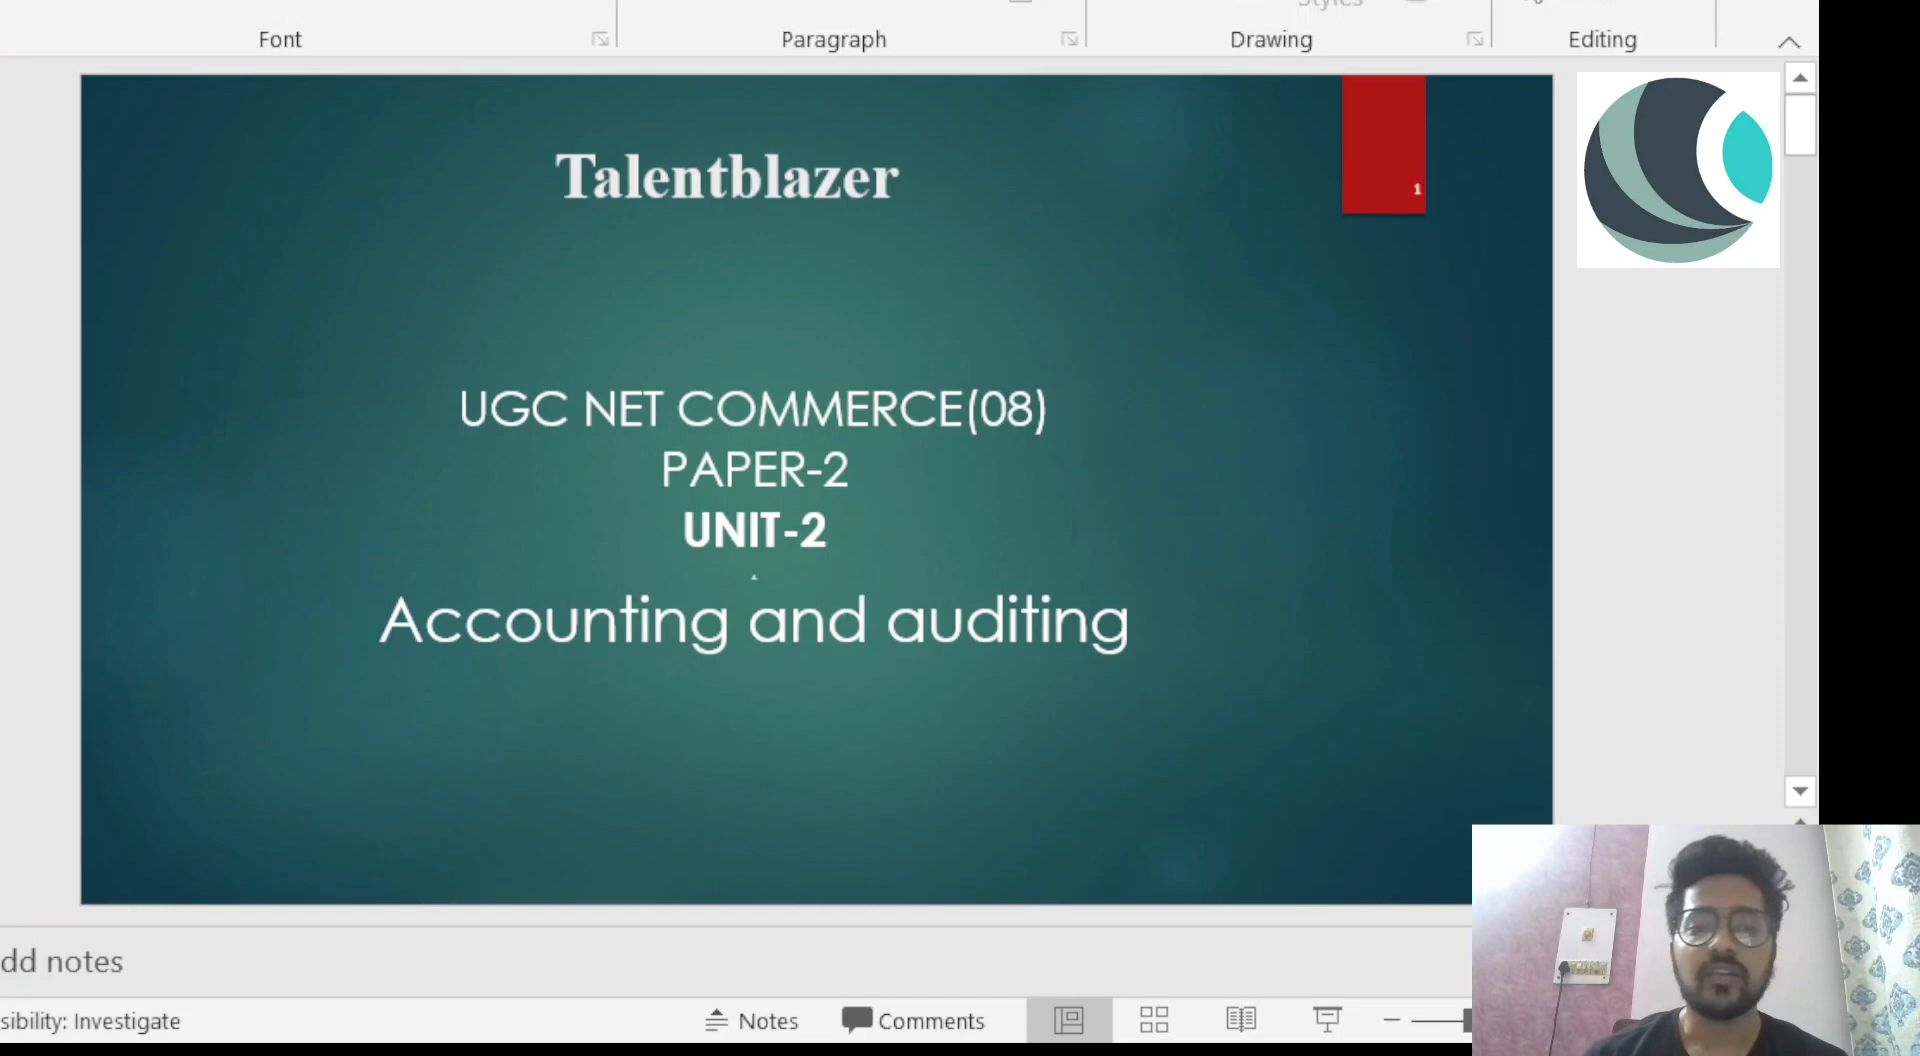 Font
Paragraph
Drawing
Editing
Talentblazer
1
UGC NET COMMERCE(08)
PAPER-2
UNIT-2
Accounting and auditing
dd notes
sibility: Investigate
Notes
Comments